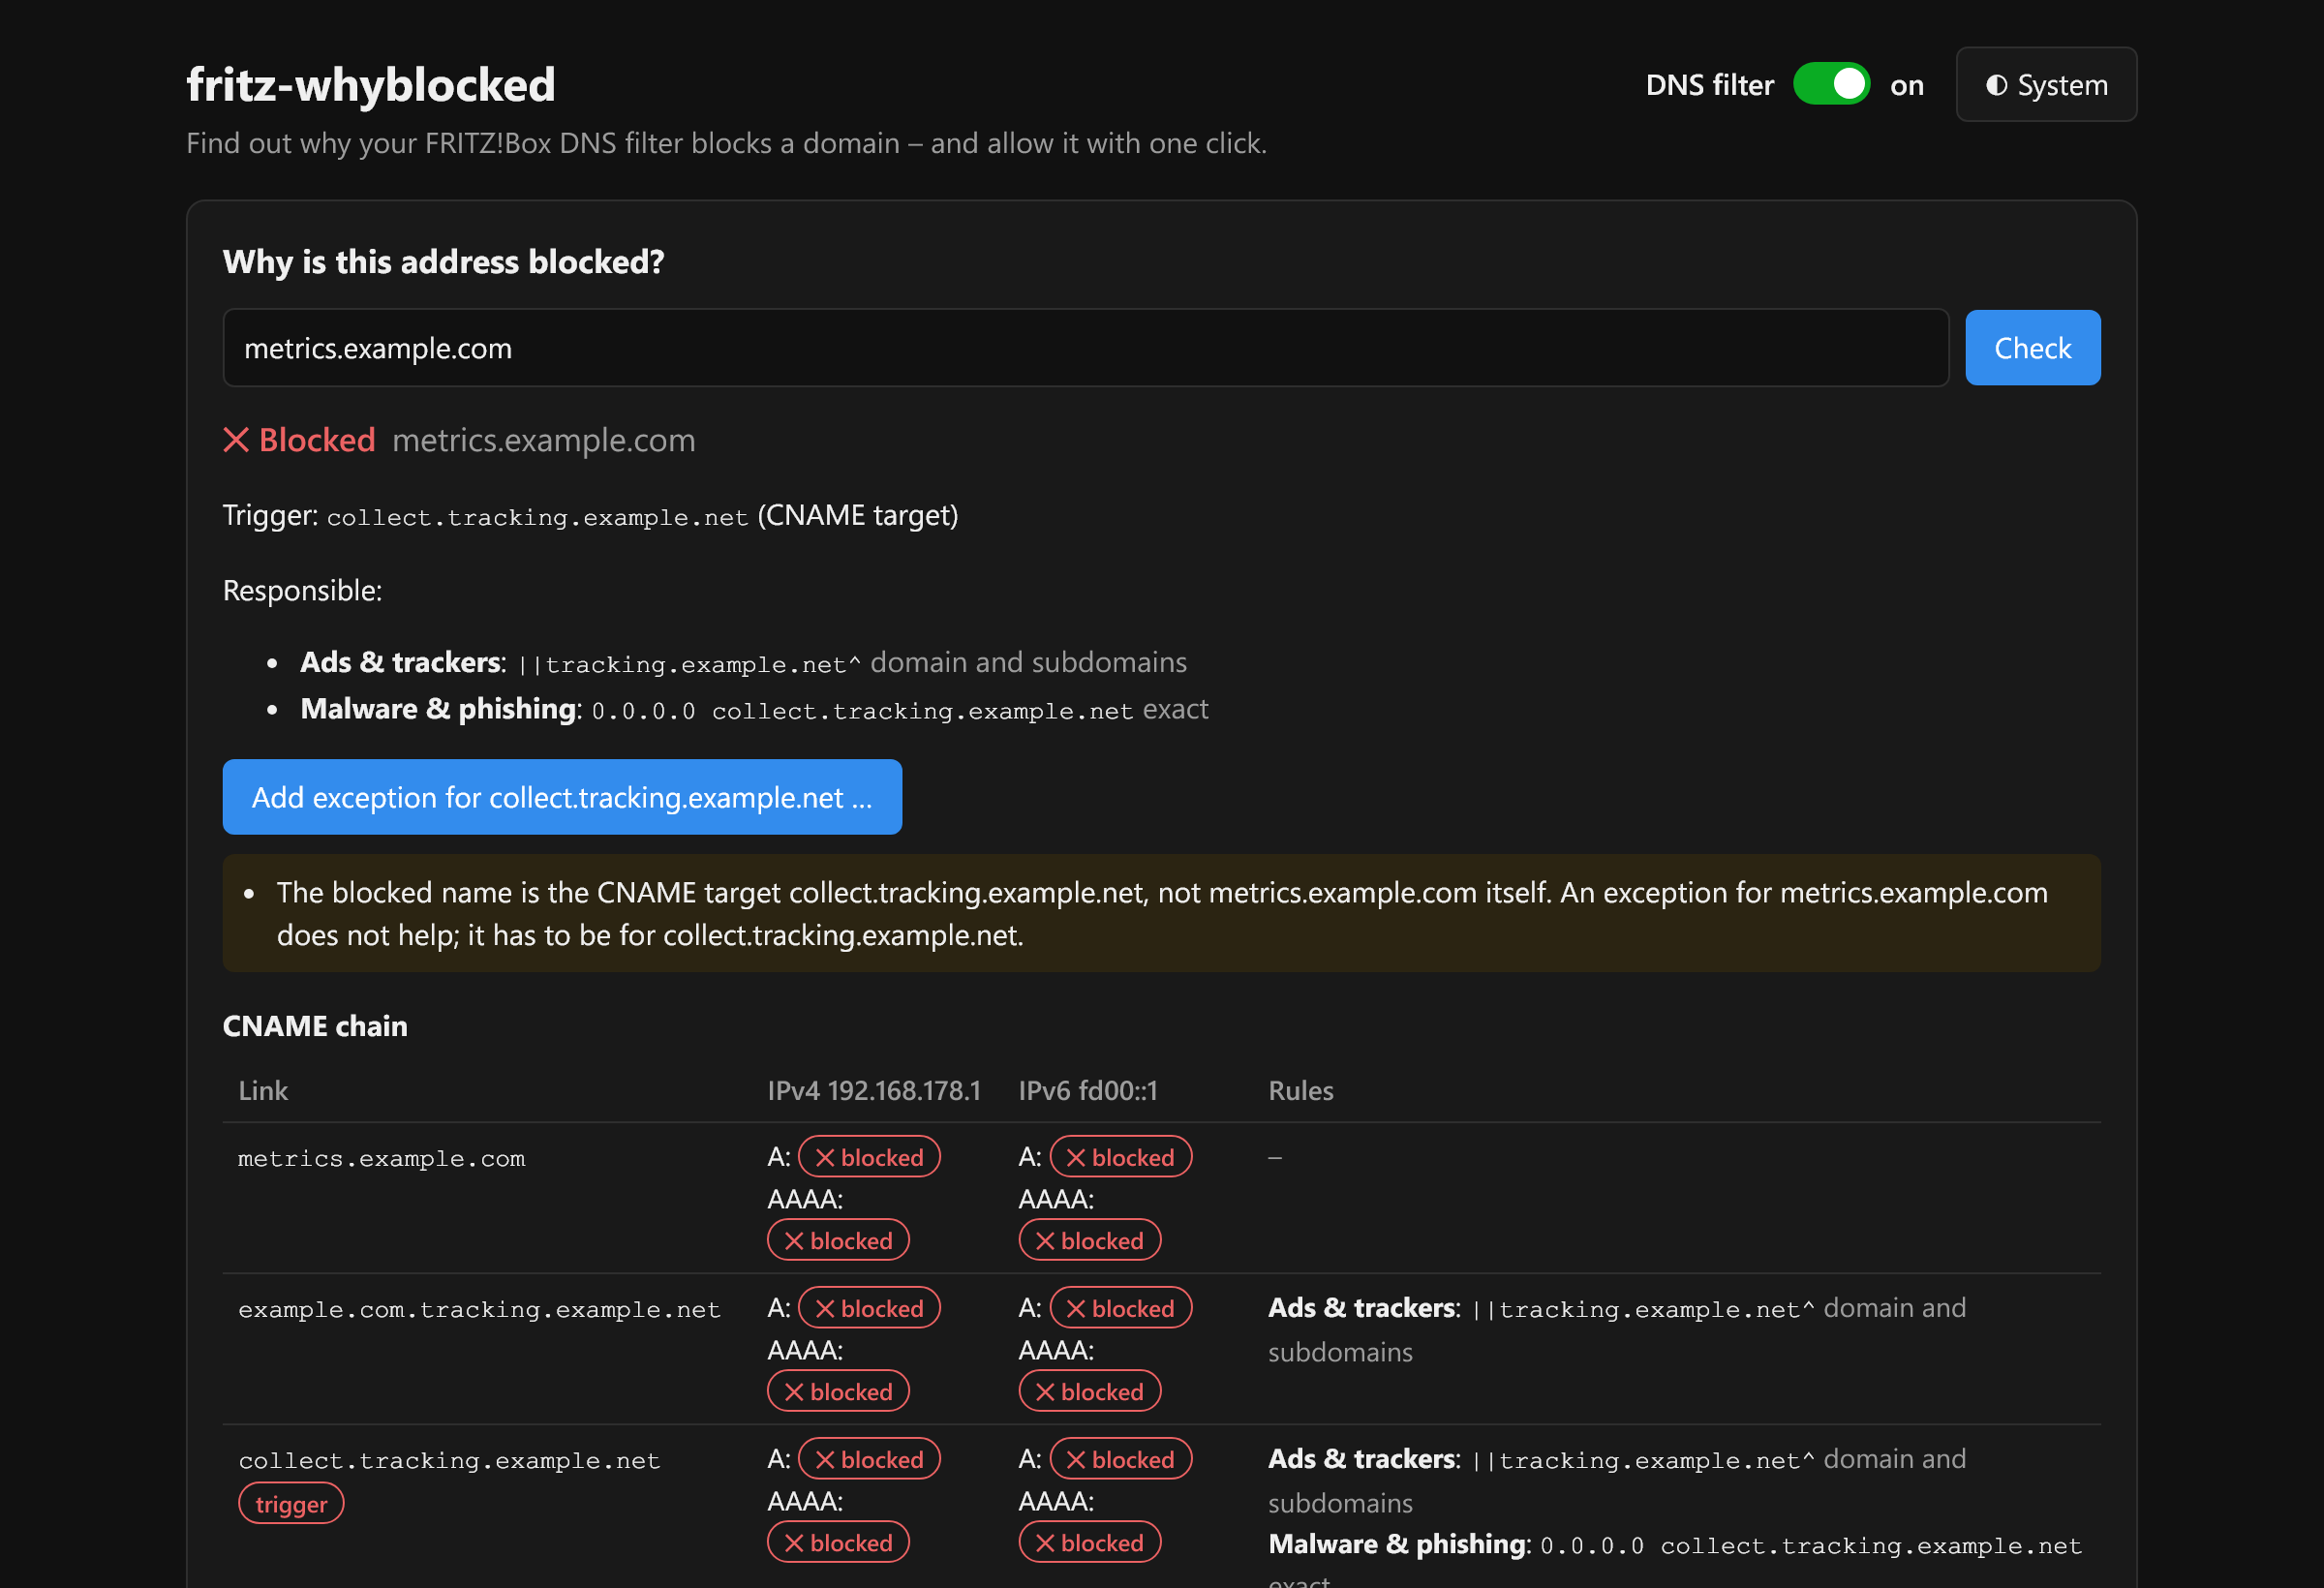 fritz-whyblocked
DNS filter on
◐ System
Find out why your FRITZ!Box DNS filter blocks a domain – and allow it with one click.
Why is this address blocked?
metrics.example.com
Check
✕ Blocked metrics.example.com
Trigger: collect.tracking.example.net (CNAME target)
Responsible:
• Ads & trackers: ||tracking.example.net^ domain and subdomains
• Malware & phishing: 0.0.0.0 collect.tracking.example.net exact
Add exception for collect.tracking.example.net …
• The blocked name is the CNAME target collect.tracking.example.net, not metrics.example.com itself. An exception for metrics.example.com
does not help; it has to be for collect.tracking.example.net.
CNAME chain
Link IPv4 192.168.178.1 IPv6 fd00::1 Rules
metrics.example.com A: ✕ blocked A: ✕ blocked –
AAAA: AAAA:
✕ blocked ✕ blocked
example.com.tracking.example.net A: ✕ blocked A: ✕ blocked Ads & trackers: ||tracking.example.net^ domain and
AAAA: AAAA: subdomains
✕ blocked ✕ blocked
collect.tracking.example.net A: ✕ blocked A: ✕ blocked Ads & trackers: ||tracking.example.net^ domain and
trigger AAAA: AAAA: subdomains
✕ blocked ✕ blocked Malware & phishing: 0.0.0.0 collect.tracking.example.net
exact